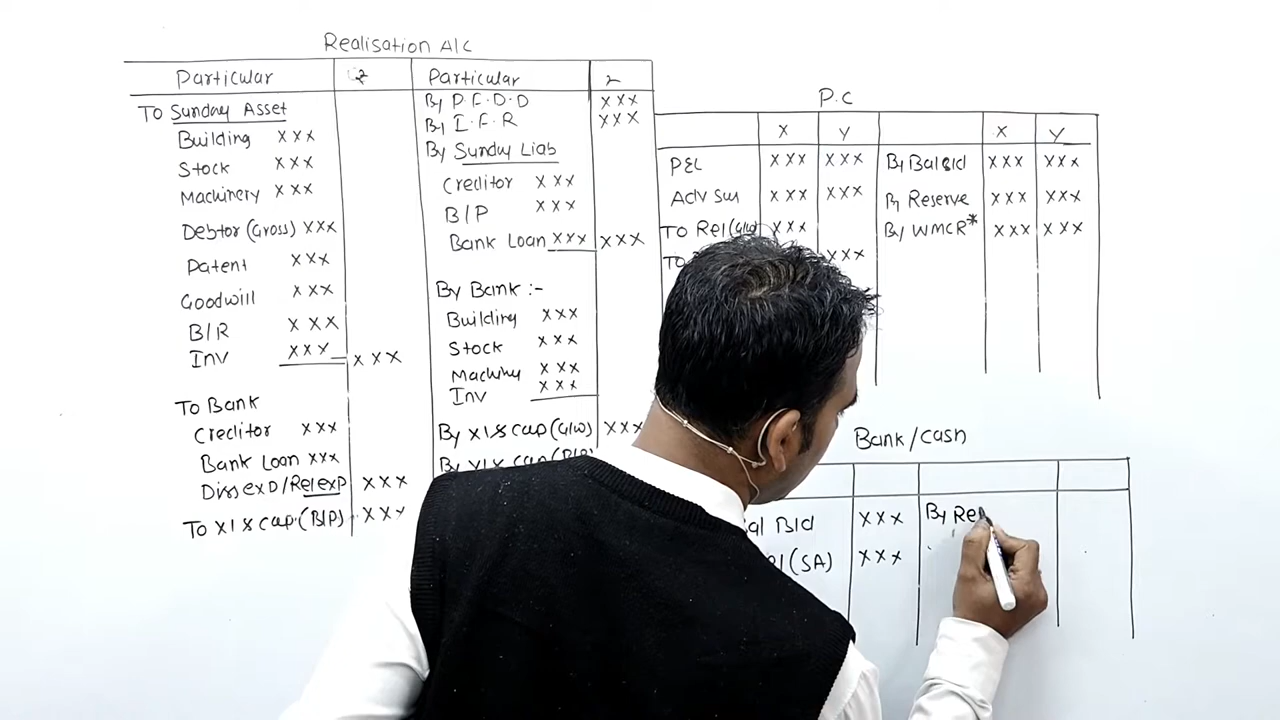 Realisation A/C
Particular ₹ Particular
To Sunday Asset
Building xxx
Stock xxx
Machinery xxx
Debtor (Gross) xxx
Patent xxx
Goodwill xxx
B/R xxx
Inv xxx xxx
To Bank
Creditor xxx
Bank Loan xxx
Diss exp/Rel exp xxx
To x's cap. (B/P) xxx
By P.F.D.D xxx
By I.F.R xxx
By Sunday Liab
Creditor xxx
B/P xxx
Bank Loan xxx xxx
By Bank :-
Building xxx
Stock xxx
Machiny xxx
Inv xxx
By x's cap (A/W) xxx
P.C
X Y X Y
P&L xxx xxx By Bal b/d xxx xxx
Adv Sus xxx xxx By Reserve xxx xxx
To Rel (A/W) xxx By WMCR* xxx xxx
To xxx
Bank/cash
Bld xxx By Rel
(SA) xxx